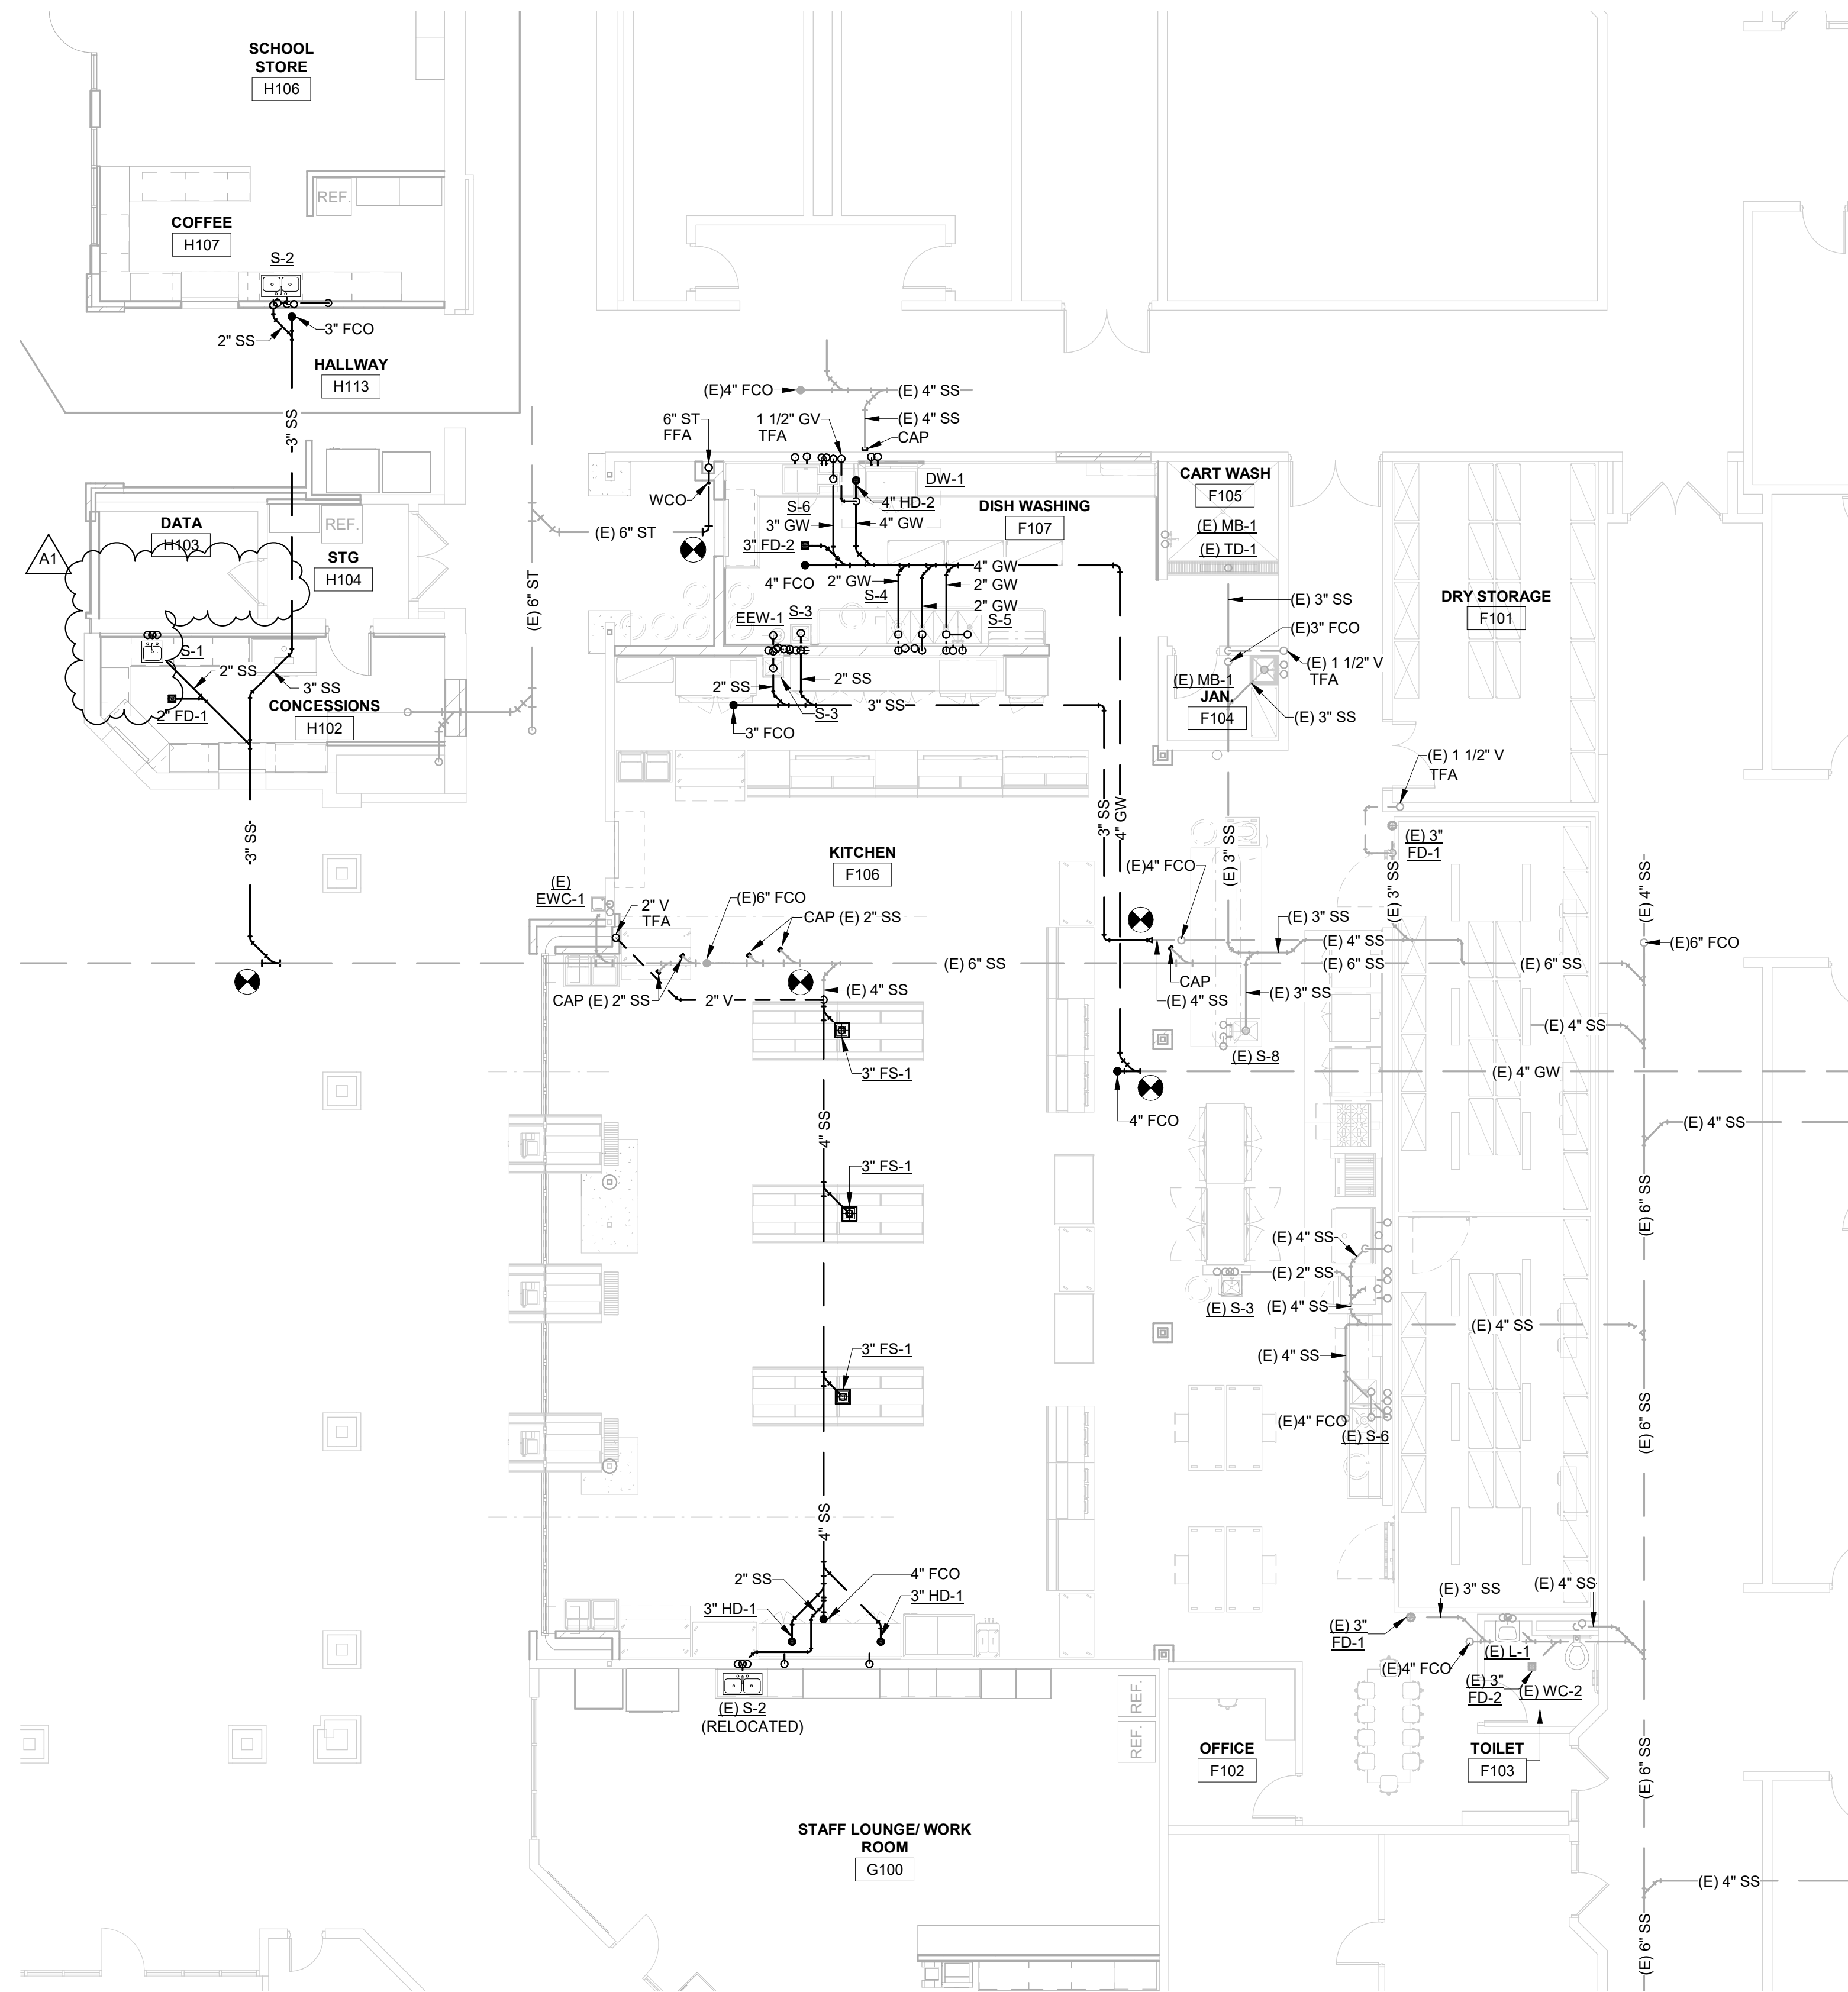 SCHOOL
STORE
H106
REF.
COFFEE
H107
S-2
3" FCO
2" SS
HALLWAY
H113
3" SS
(E)4" FCO
(E) 4" SS
(E) 4" SS
CAP
6" ST
FFA
1 1/2" GV
TFA
WCO
(E) 6" ST
(E) 6" ST
DATA
H103
REF.
STG
H104
A1
S-1
2" SS
3" SS
2" FD-1
CONCESSIONS
H102
3" SS
S-6
DW-1
4" HD-2
3" GW
4" GW
3" FD-2
DISH WASHING
F107
4" FCO
4" GW
2" GW
2" GW
2" GW
S-4
S-5
EEW-1
S-3
2" SS
2" SS
S-3
3" SS
3" FCO
CART WASH
F105
(E) MB-1
(E) TD-1
(E) 3" SS
(E)3" FCO
(E) 1 1/2" V
TFA
(E) MB-1
JAN.
F104
(E) 3" SS
DRY STORAGE
F101
(E) 1 1/2" V
TFA
(E) 3"
FD-1
(E) 3" SS
3" SS
4" GW
(E) 3" SS
KITCHEN
F106
(E)4" FCO
(E)
EWC-1
2" V
TFA
(E)6" FCO
CAP (E) 2" SS
(E) 3" SS
(E) 4" SS
(E) 4" SS
(E)6" FCO
(E) 6" SS
(E) 6" SS
(E) 6" SS
CAP
CAP (E) 2" SS
2" V
(E) 4" SS
(E) 4" SS
(E) 3" SS
(E) 4" SS
3" FS-1
(E) S-8
(E) 4" GW
4" FCO
(E) 4" SS
4" SS
3" FS-1
(E) 6" SS
(E) 4" SS
(E) 2" SS
(E) S-3
(E) 4" SS
(E) 4" SS
3" FS-1
(E) 4" SS
(E)4" FCO
(E) S-6
(E) 6" SS
4" SS
2" SS
4" FCO
3" HD-1
3" HD-1
(E) 3" SS
(E) 4" SS
(E) 3"
FD-1
(E) L-1
(E)4" FCO
(E) 3"
FD-2
(E) WC-2
(E) S-2
(RELOCATED)
REF.
REF.
OFFICE
F102
TOILET
F103
(E) 6" SS
STAFF LOUNGE/ WORK
ROOM
G100
(E) 4" SS
(E) 6" SS